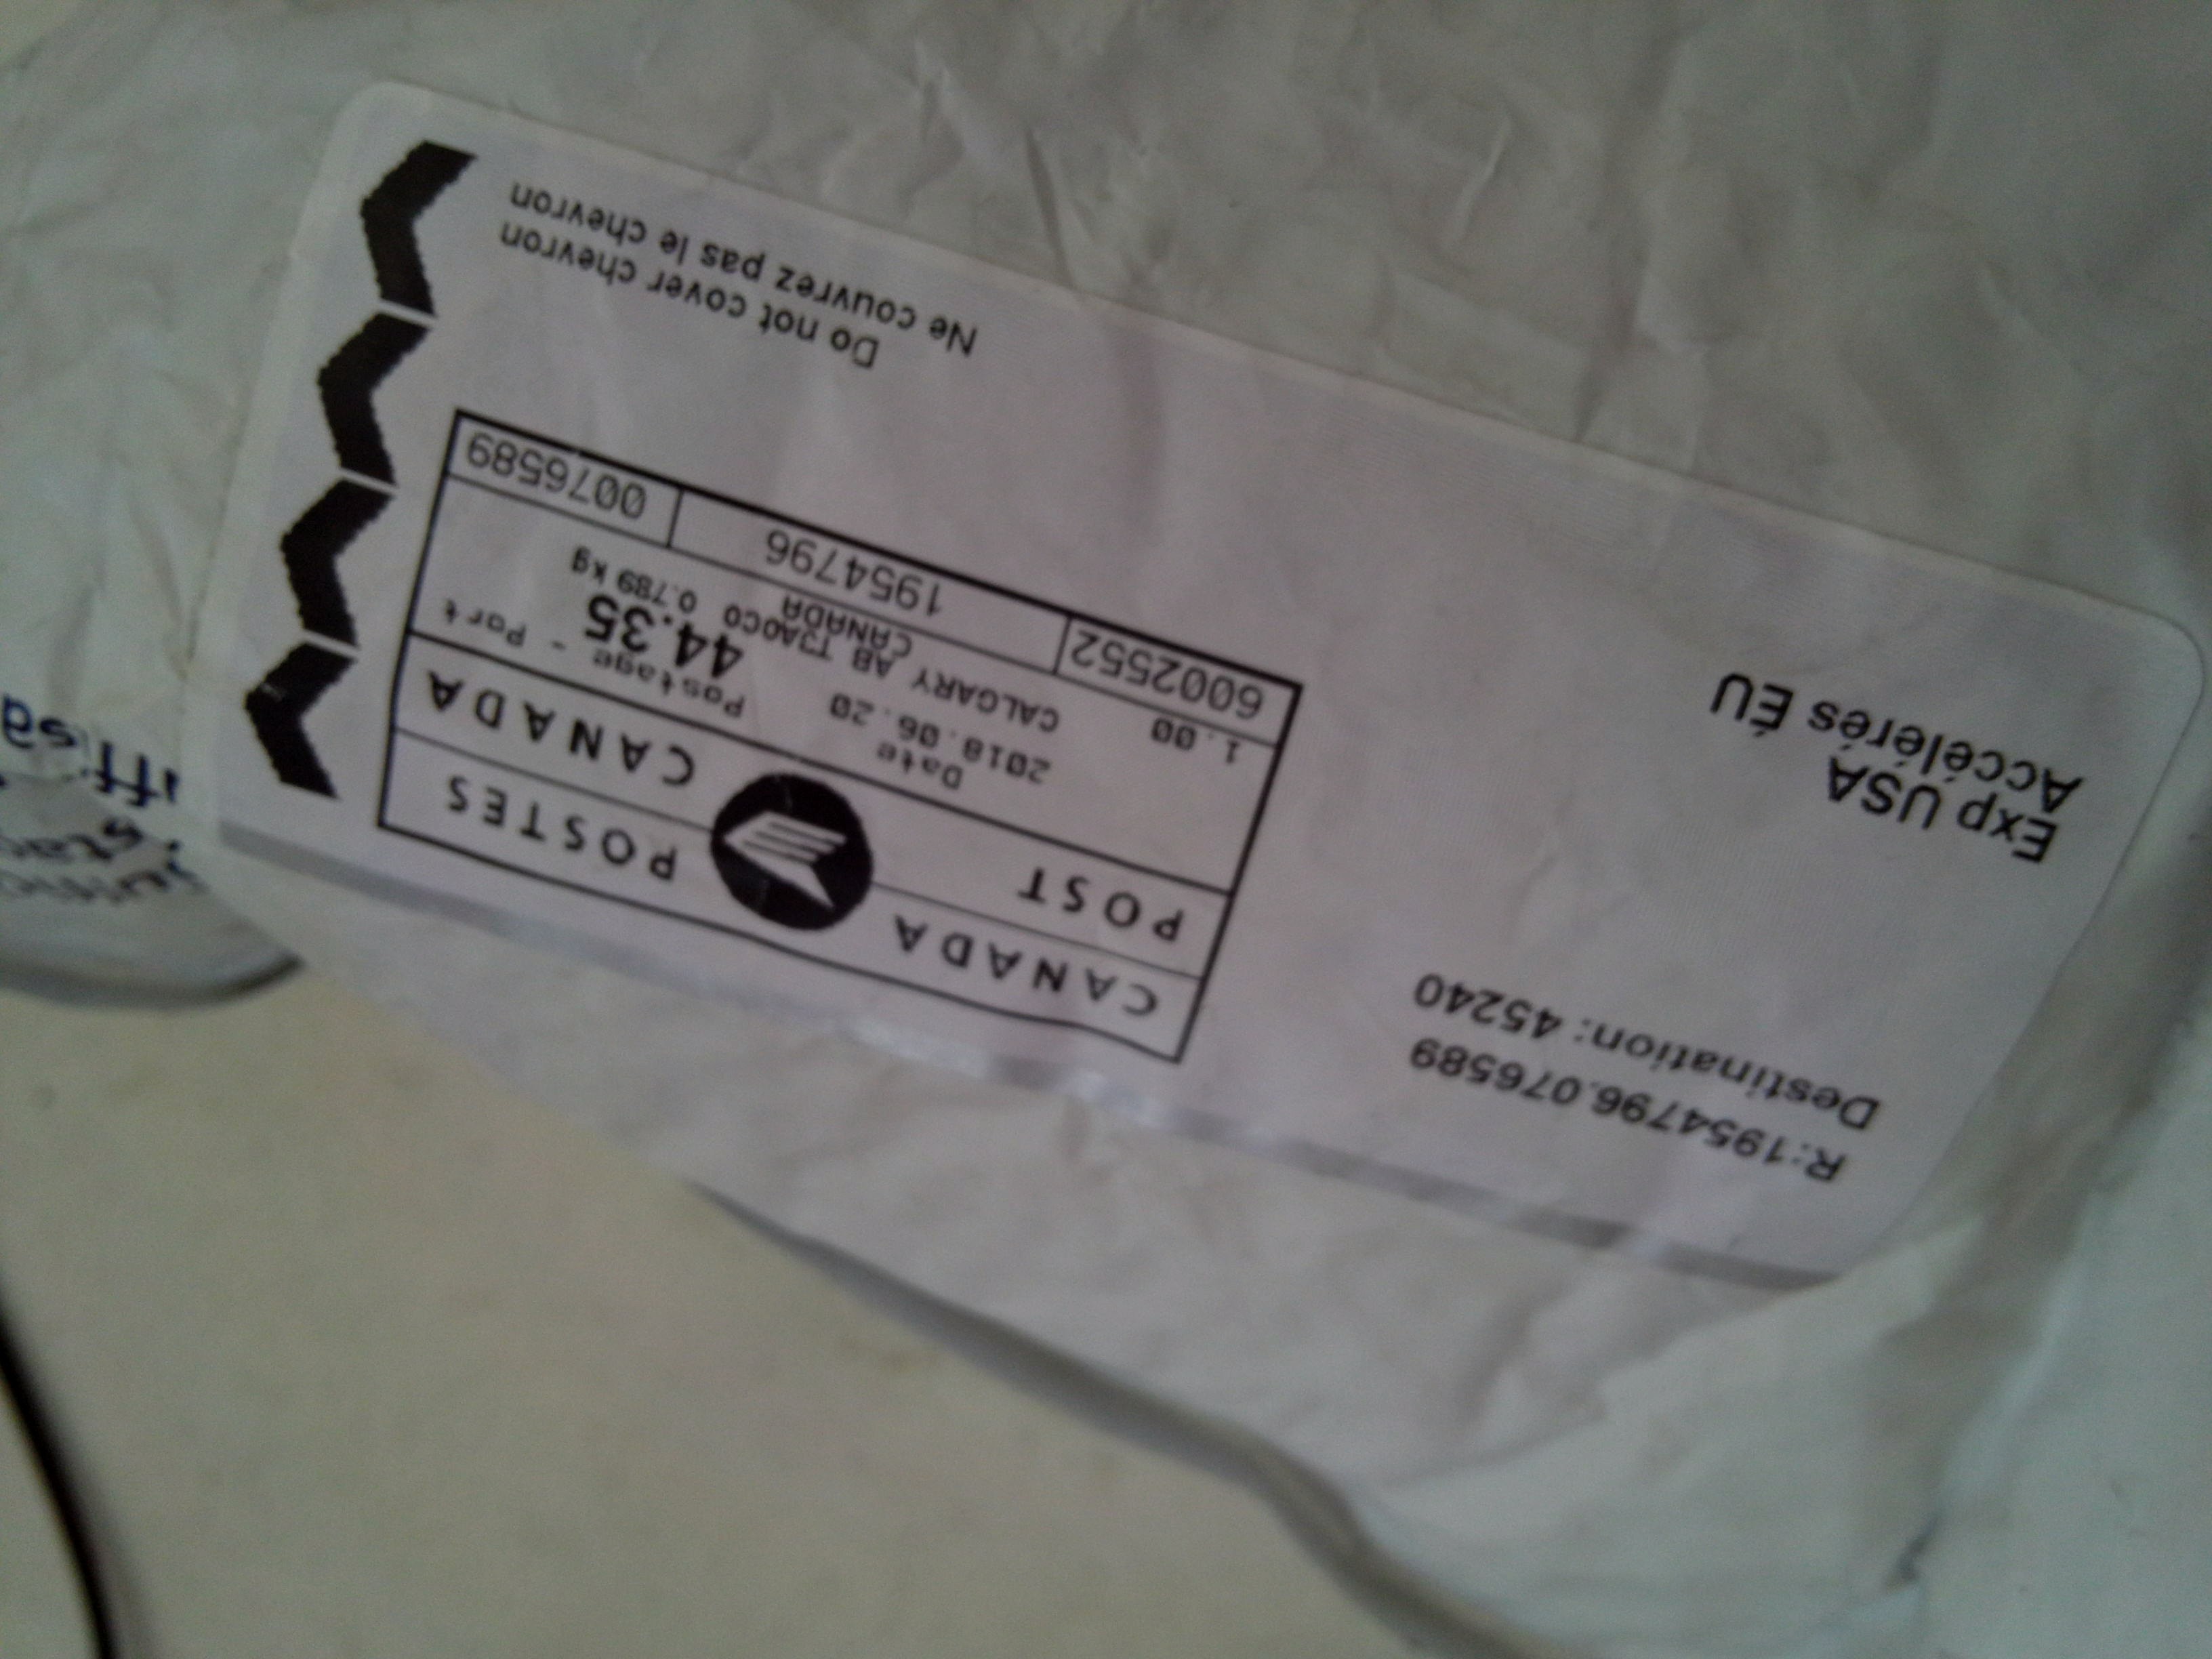 R:1954796.076589
Destination: 45240
Exp USA
Accélérés ÉU
CANADA POSTES
POST CANADA
Date
2018.06.20
Postage - Port
44.35
1.00
CALGARY AB T3A0C0 0.789 kg
CANADA
6002552 1954796 0076589
Do not cover chevron
Ne couvrez pas le chevron